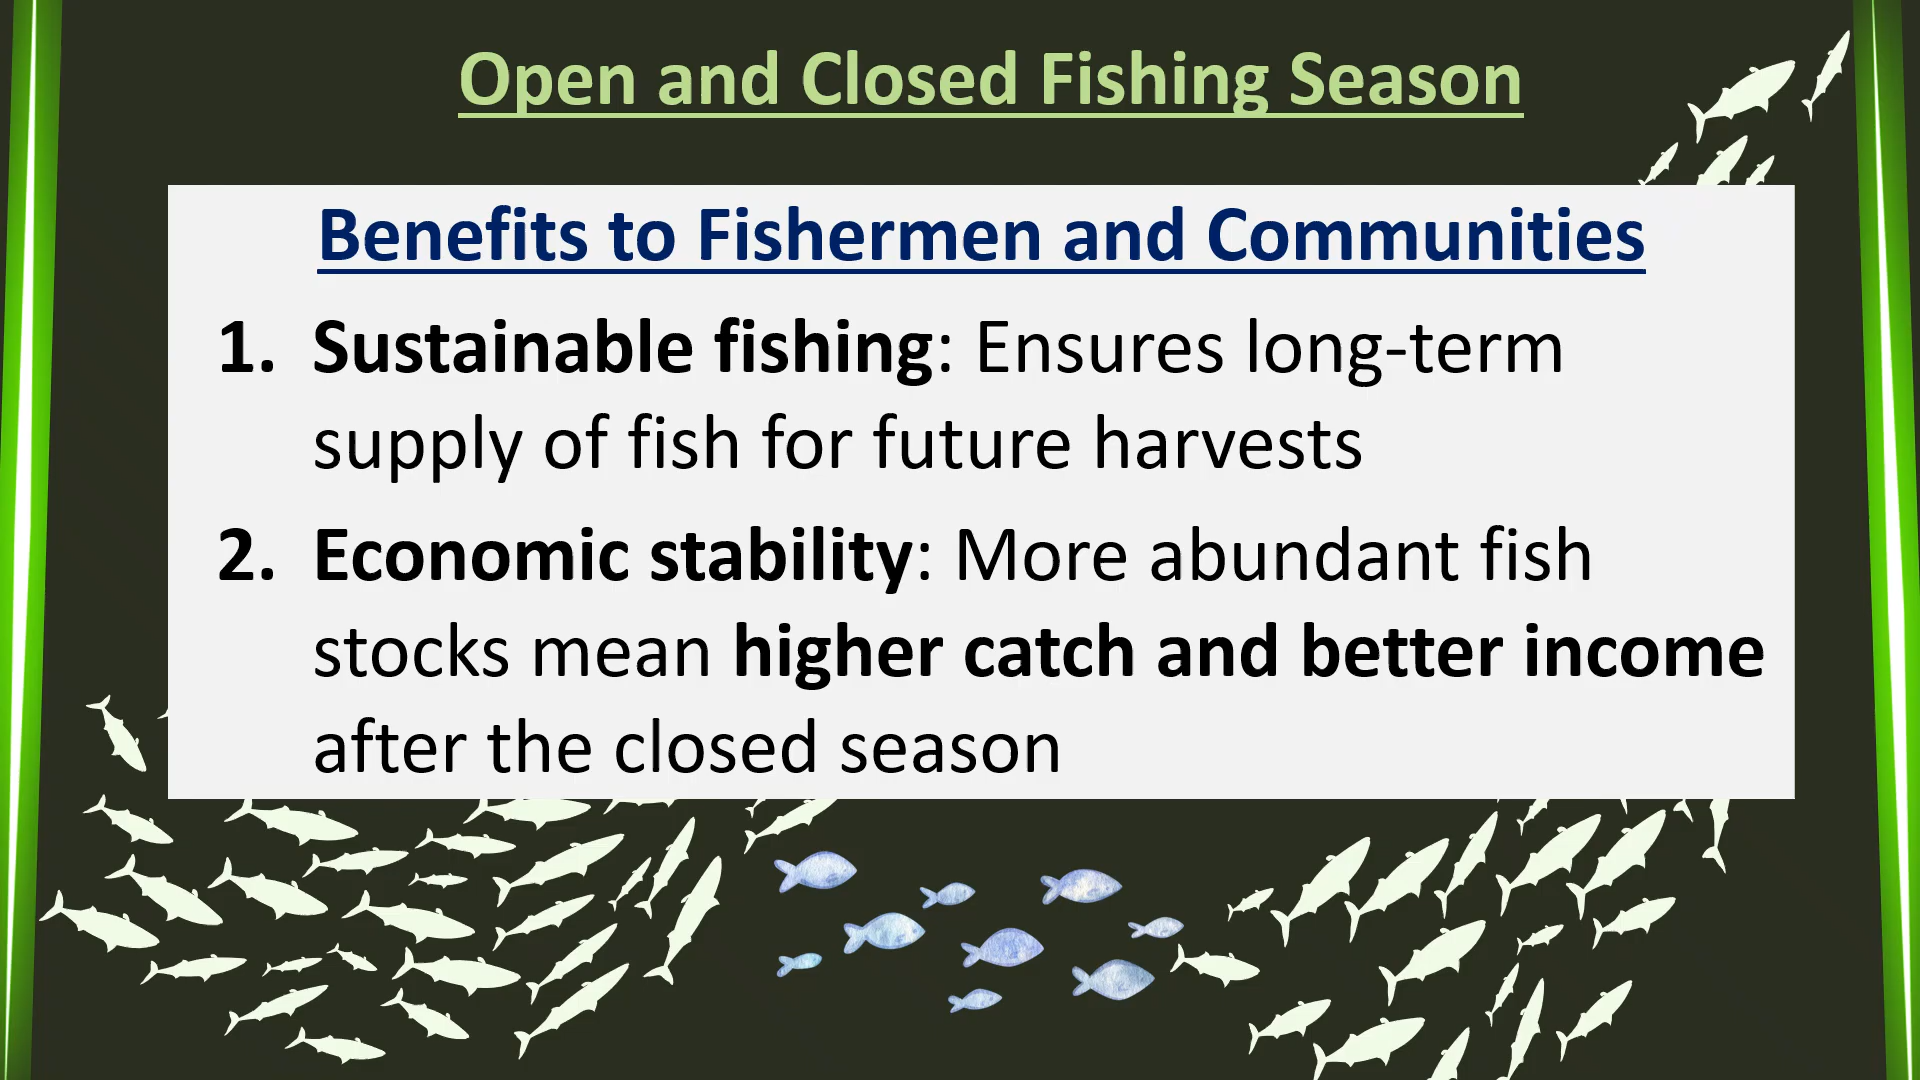 Open and Closed Fishing Season
Benefits to Fishermen and Communities
1. Sustainable fishing: Ensures long-term
supply of fish for future harvests
2. Economic stability: More abundant fish
stocks mean higher catch and better income
after the closed season